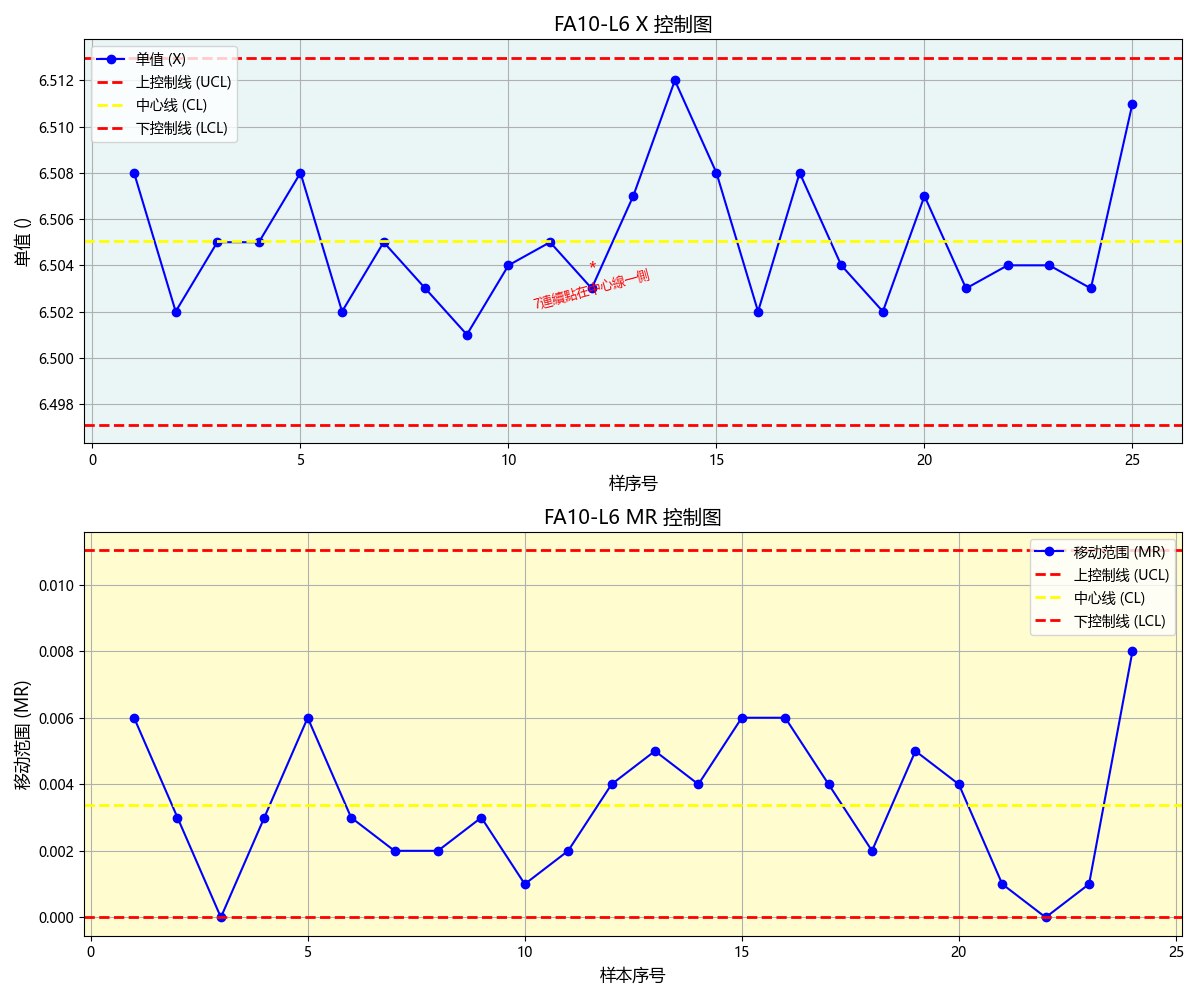 FA10-L6 X 控制图
单值 (X)
上控制线 (UCL)
中心线 (CL)
下控制线 (LCL)
单值 ()
6.512
6.510
6.508
6.506
6.504
6.502
6.500
6.498
*
7連續點在中心線一側
0 5 10 15 20 25
样序号
FA10-L6 MR 控制图
移动范围 (MR)
上控制线 (UCL)
中心线 (CL)
下控制线 (LCL)
移动范围 (MR)
0.010
0.008
0.006
0.004
0.002
0.000
0 5 10 15 20 25
样本序号